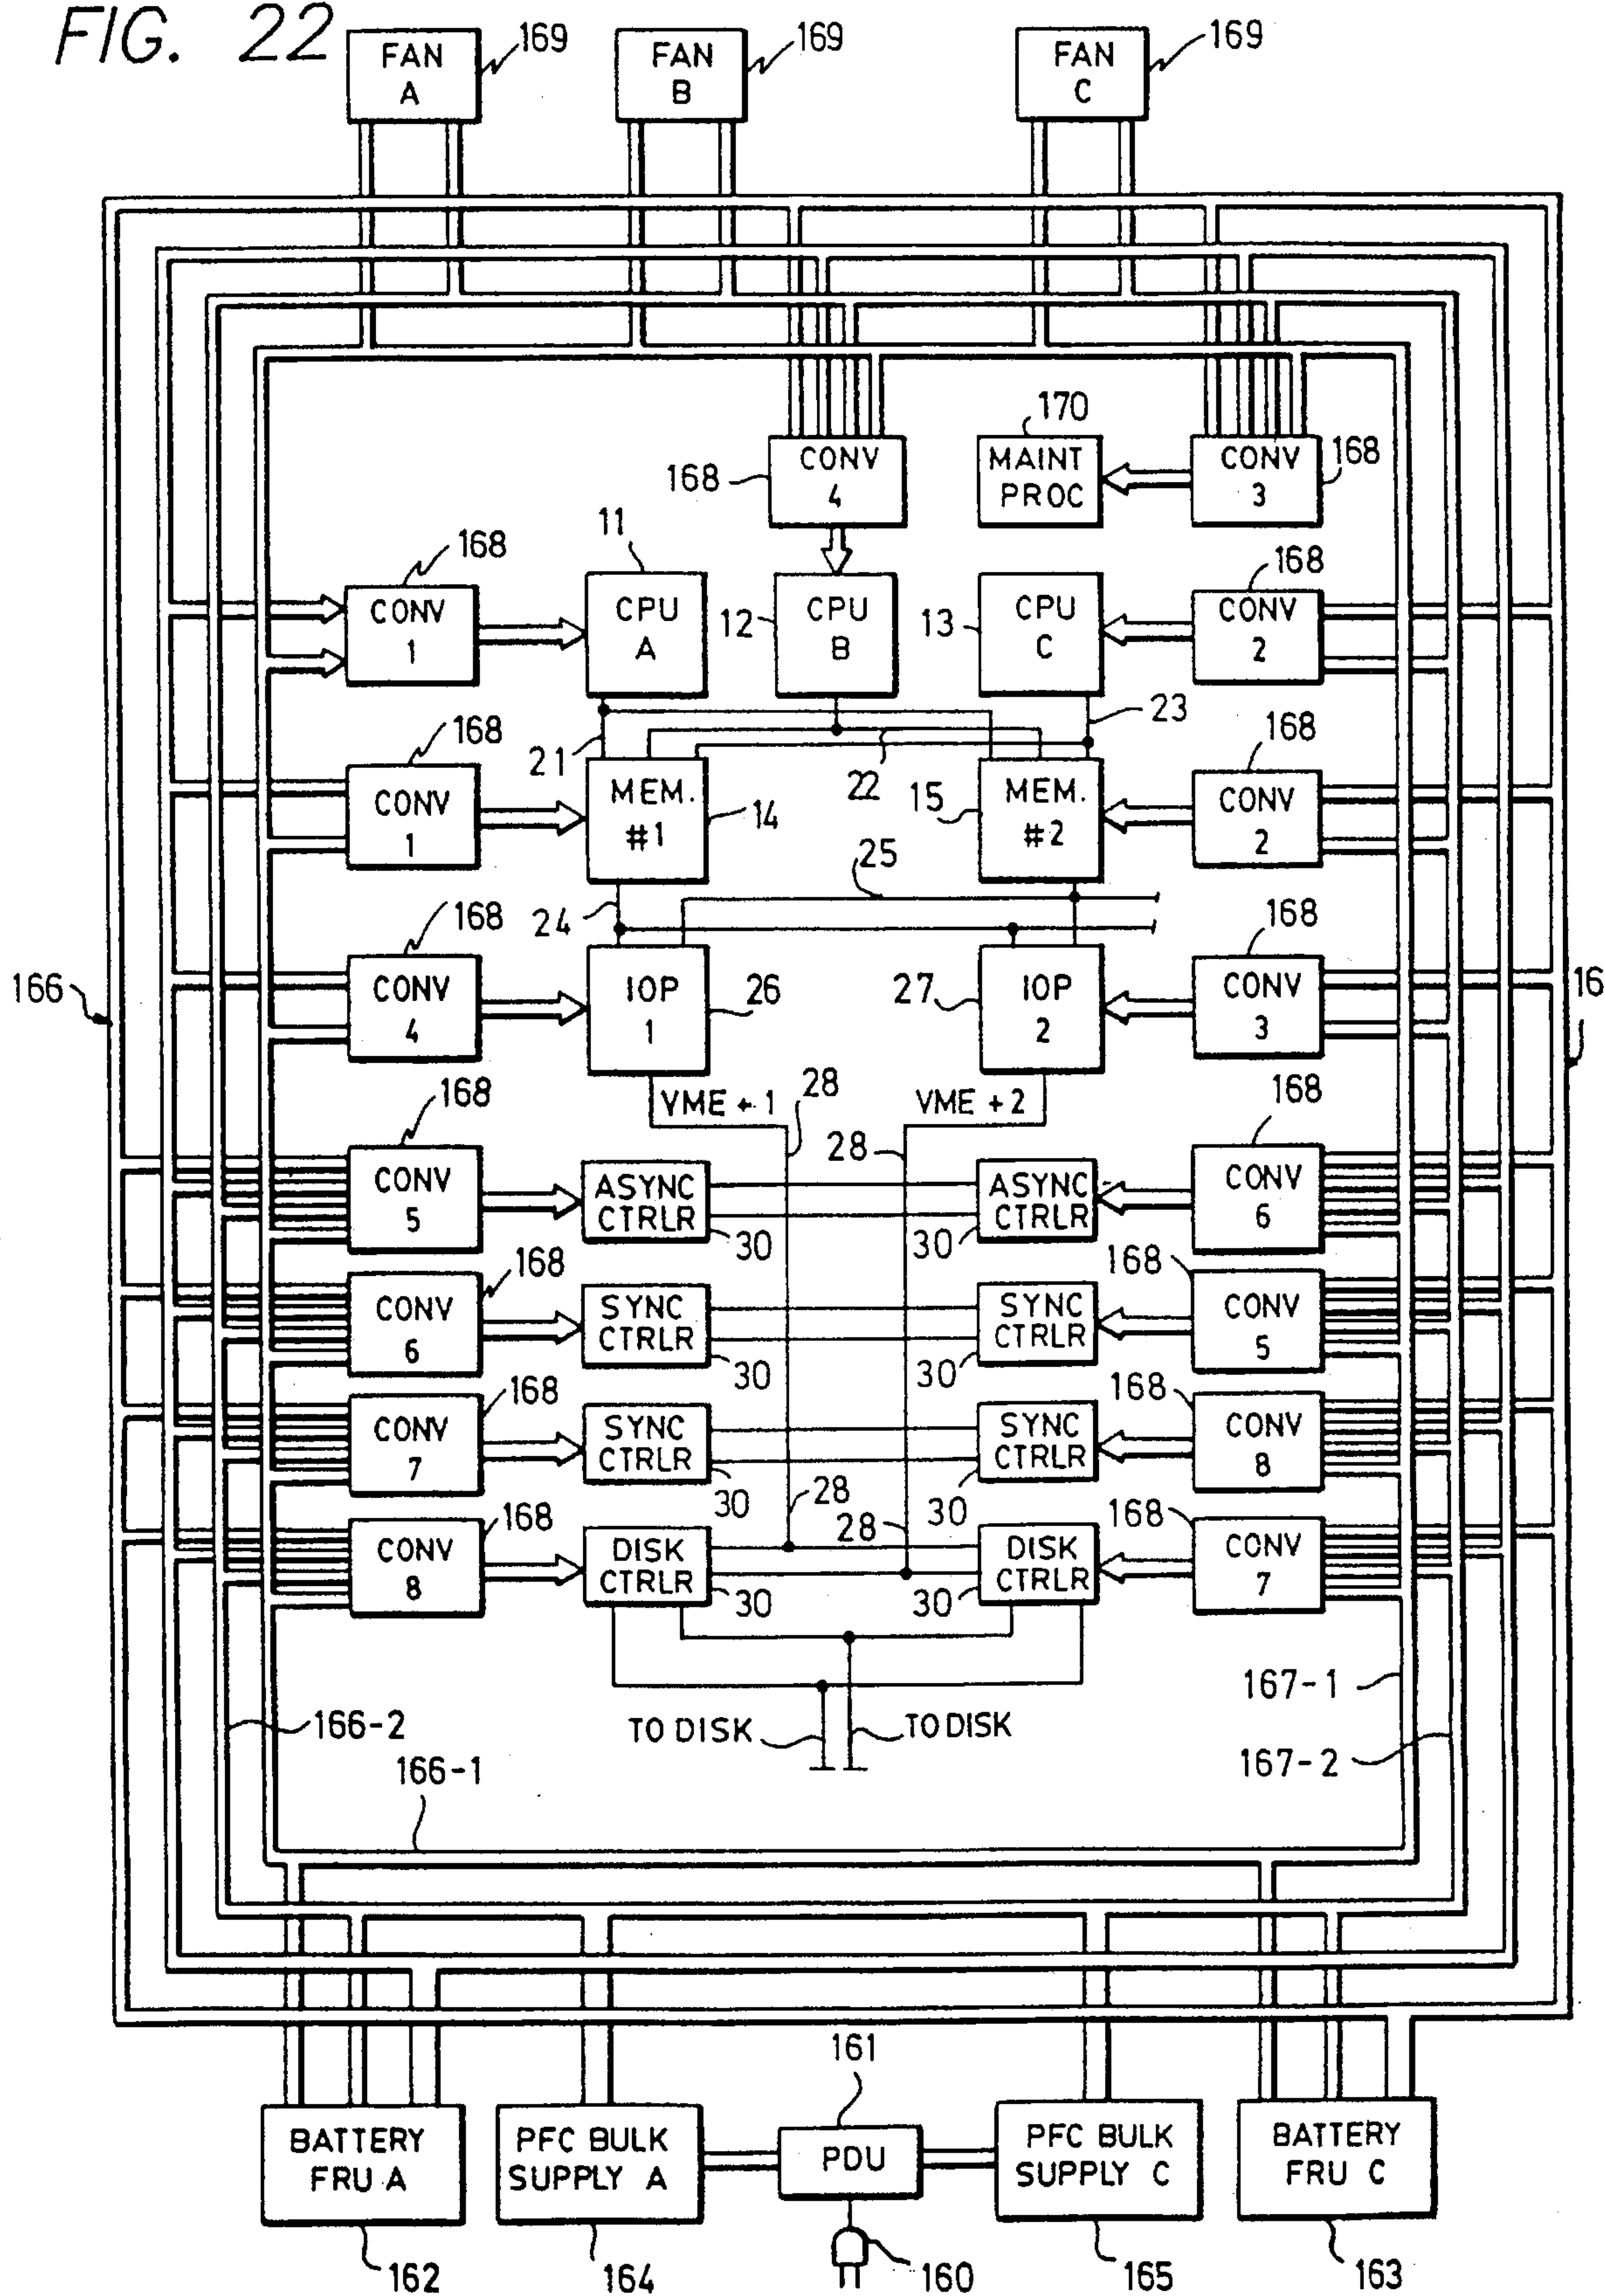 FIG. 22
FAN
A
169
FAN
B
169
FAN
C
169
170
168
CONV
4
MAINT
PROC
CONV
3
168
168
CONV
1
11
CPU
A
12
CPU
B
13
CPU
C
168
CONV
2
21
22
23
168
CONV
1
MEM.
#1
14
15
MEM.
#2
168
CONV
2
24
25
166
168
CONV
4
IOP
1
26
27
IOP
2
168
CONV
3
16
VME + 1
28
VME + 2
28
168
CONV
5
ASYNC
CTRLR
30
ASYNC
CTRLR
30
168
CONV
6
168
CONV
6
SYNC
CTRLR
30
SYNC
CTRLR
30
168
CONV
5
168
CONV
7
SYNC
CTRLR
30
SYNC
CTRLR
30
168
CONV
8
28
28
168
CONV
8
DISK
CTRLR
30
DISK
CTRLR
30
168
CONV
7
TO DISK
TO DISK
166-2
166-1
167-1
167-2
BATTERY
FRU A
162
PFC BULK
SUPPLY A
164
161
PDU
160
PFC BULK
SUPPLY C
165
BATTERY
FRU C
163